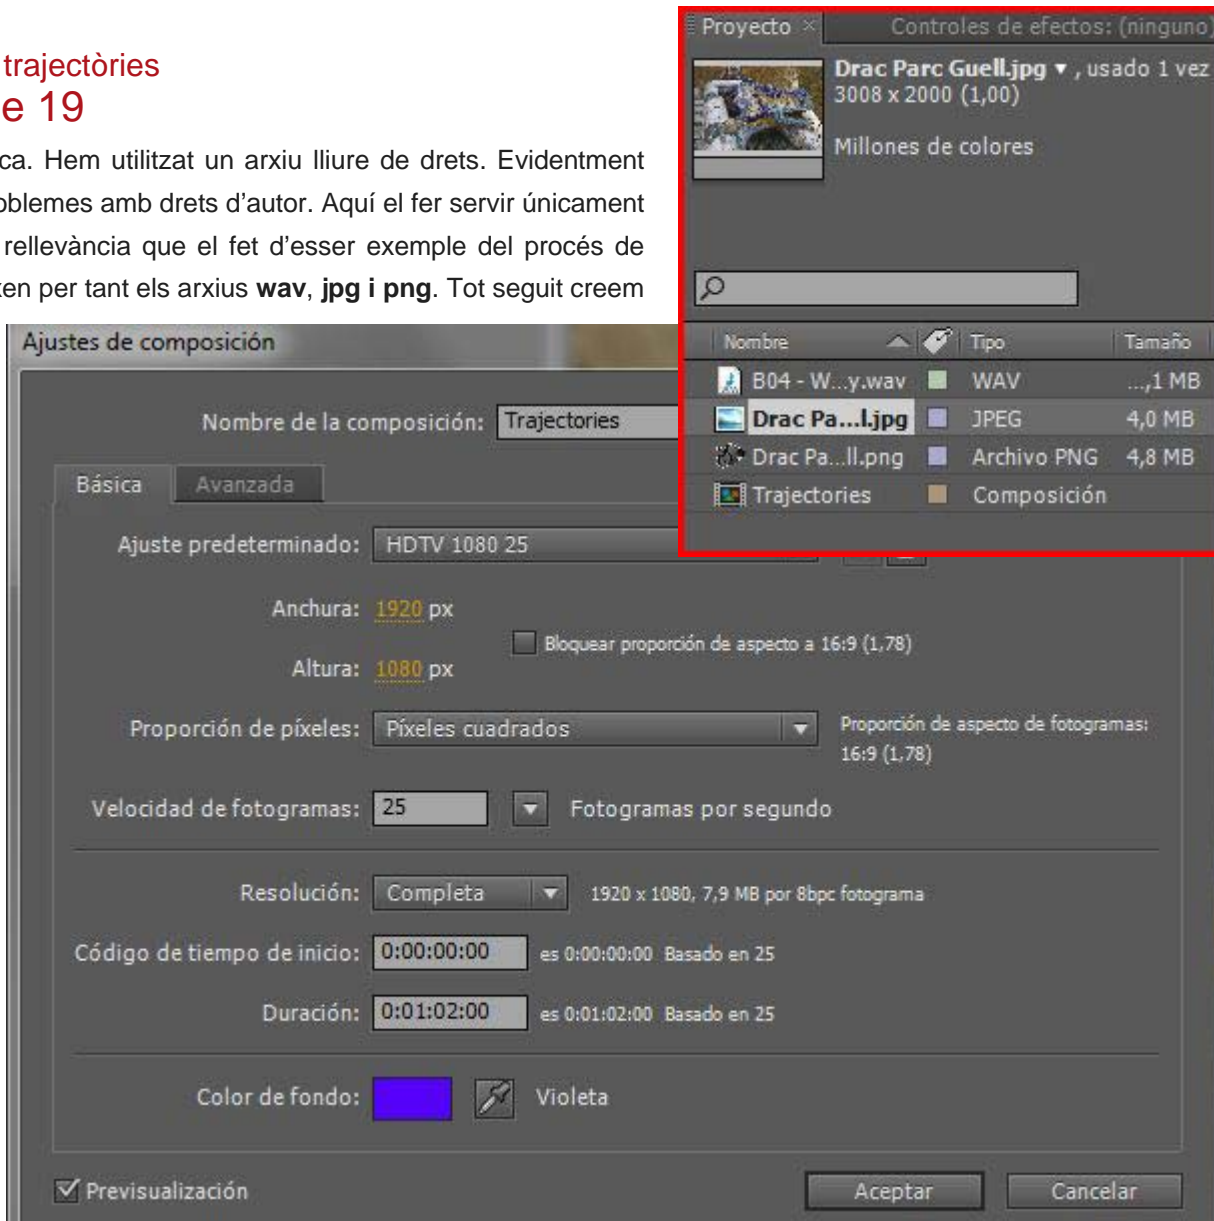 trajectòries
e 19
ca. Hem utilitzat un arxiu lliure de drets. Evidentment
oblemes amb drets d'autor. Aquí el fer servir únicament
rellevància que el fet d'esser exemple del procés de
xen per tant els arxius wav, jpg i png. Tot seguit creem
Proyecto × Controles de efectos: (ninguno)
Drac Parc Guell.jpg ▾ , usado 1 vez
3008 x 2000 (1,00)
Millones de colores
Nombre Tipo Tamaño
B04 - W...y.wav WAV ...,1 MB
Drac Pa...l.jpg JPEG 4,0 MB
Drac Pa...ll.png Archivo PNG 4,8 MB
Trajectories Composición
Ajustes de composición
Nombre de la composición: Trajectories
Básica Avanzada
Ajuste predeterminado: HDTV 1080 25
Anchura: 1920 px
Bloquear proporción de aspecto a 16:9 (1,78)
Altura: 1080 px
Proporción de píxeles: Píxeles cuadrados
Proporción de aspecto de fotogramas:
16:9 (1,78)
Velocidad de fotogramas: 25 Fotogramas por segundo
Resolución: Completa 1920 x 1080, 7,9 MB por 8bpc fotograma
Código de tiempo de inicio: 0:00:00:00 es 0:00:00:00 Basado en 25
Duración: 0:01:02:00 es 0:01:02:00 Basado en 25
Color de fondo: Violeta
Previsualización Aceptar Cancelar